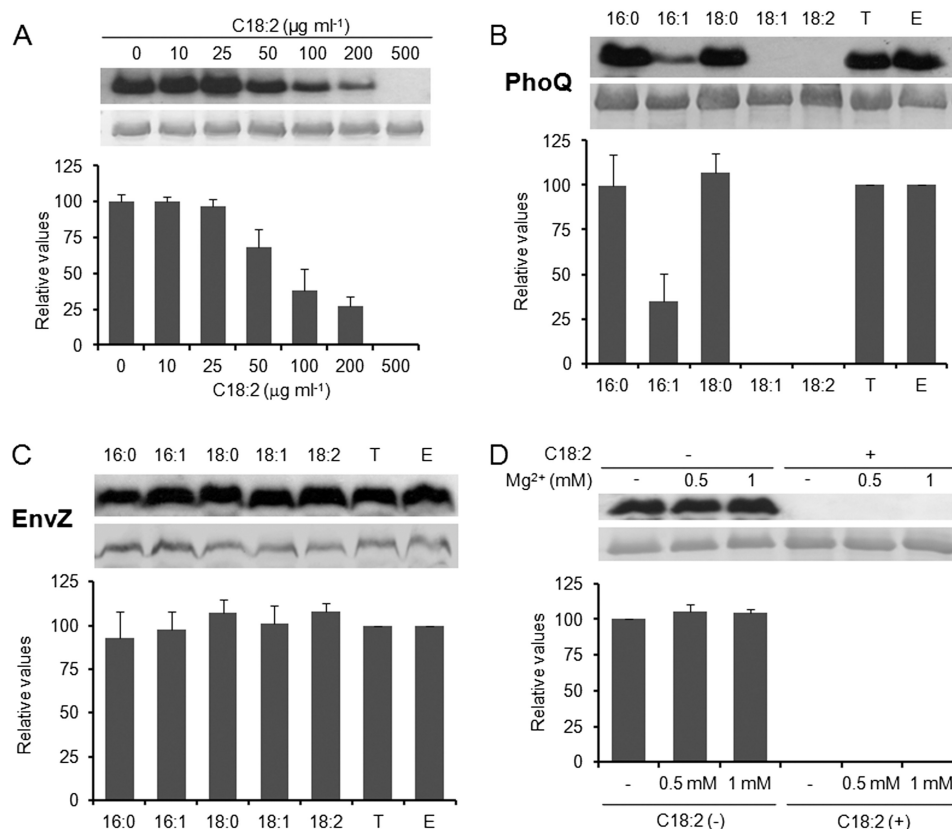 A
C18:2 (µg ml-1)
0 10 25 50 100 200 500
125
100
75
50
25
0
Relative values
0 10 25 50 100 200 500
C18:2 (µg ml-1)
B
16:0 16:1 18:0 18:1 18:2 T E
PhoQ
125
100
75
50
25
0
Relative values
16:0 16:1 18:0 18:1 18:2 T E
C
16:0 16:1 18:0 18:1 18:2 T E
EnvZ
125
100
75
50
25
0
Relative values
16:0 16:1 18:0 18:1 18:2 T E
D
C18:2 - +
Mg2+ (mM) - 0.5 1 - 0.5 1
125
100
75
50
25
0
Relative values
- 0.5 mM 1 mM - 0.5 mM 1 mM
C18:2 (-) C18:2 (+)